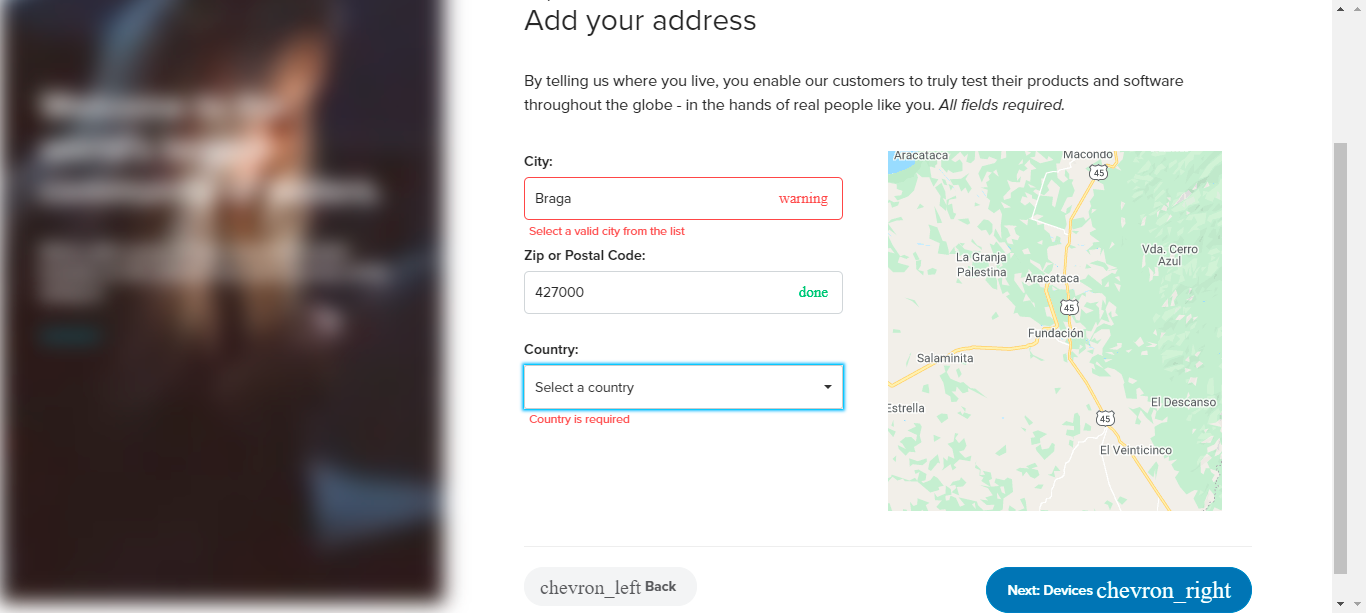 Add your address
By telling us where you live, you enable our customers to truly test their products and software
throughout the globe - in the hands of real people like you. All fields required.
City:
Braga
warning
Select a valid city from the list
Zip or Postal Code:
427000
done
Country:
Select a country
Country is required
Aracataca
Macondo
45
La Granja
Palestina
Vda. Cerro
Azul
Aracataca
45
Fundación
Salaminita
Estrella
El Descanso
45
El Veinticinco
chevron_left Back
Next: Devices chevron_right